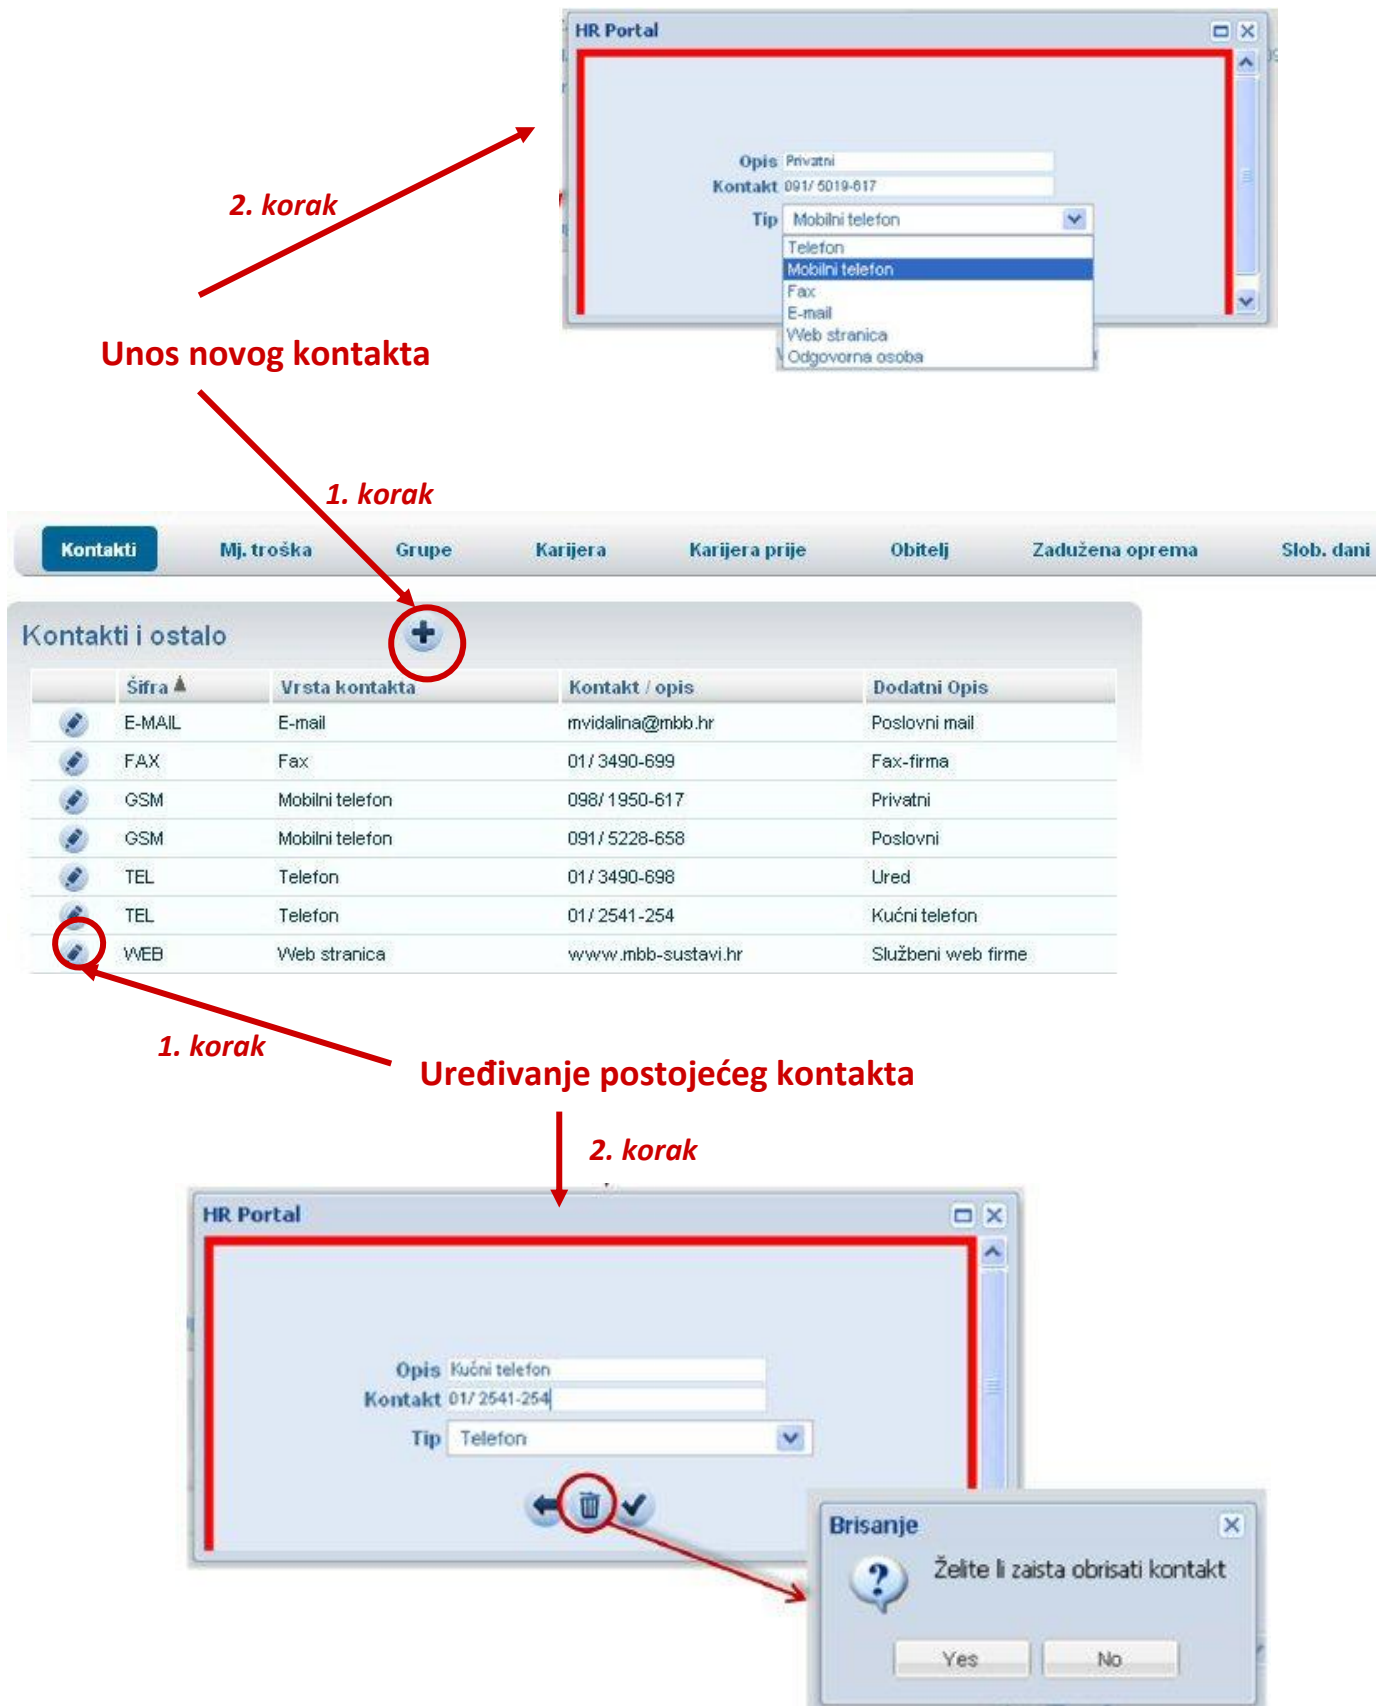 HR Portal
Opis Privatni
Kontakt 091/ 5019-617
Tip Mobilni telefon
Telefon
Mobilni telefon
Fax
E-mail
Web stranica
Odgovorna osoba
2. korak
Unos novog kontakta
1. korak
Kontakti Mj. troška Grupe Karijera Karijera prije Obitelj Zadužena oprema Slob. dani
Kontakti i ostalo
Šifra Vrsta kontakta Kontakt / opis Dodatni Opis
E-MAIL E-mail mvidalina@mbb.hr Poslovni mail
FAX Fax 01/ 3490-699 Fax-firma
GSM Mobilni telefon 098/ 1950-617 Privatni
GSM Mobilni telefon 091/ 5228-658 Poslovni
TEL Telefon 01/ 3490-698 Ured
TEL Telefon 01/ 2541-254 Kućni telefon
WEB Web stranica www.mbb-sustavi.hr Službeni web firme
1. korak
Uređivanje postojećeg kontakta
2. korak
HR Portal
Opis Kućni telefon
Kontakt 01/ 2541-254
Tip Telefon
Brisanje
Želite li zaista obrisati kontakt
Yes No